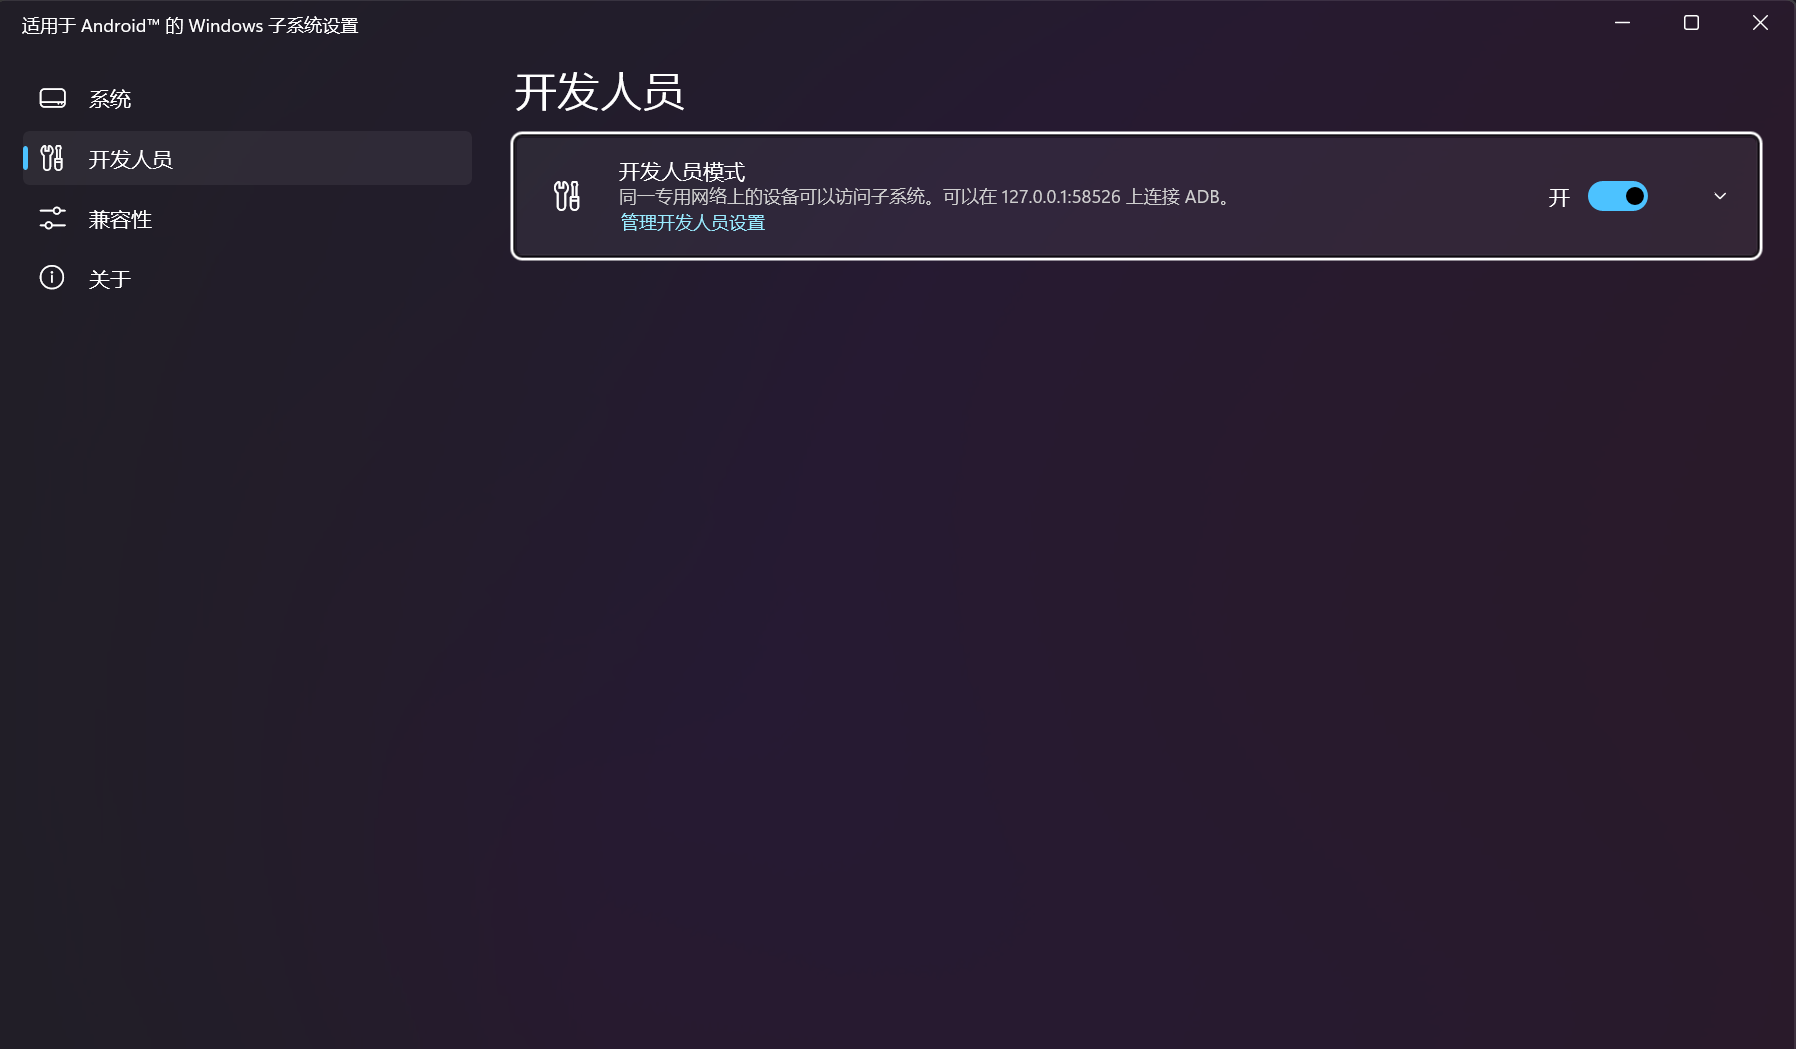 适用于 Android™ 的 Windows 子系统设置
系统
开发人员
兼容性
关于
开发人员
开发人员模式
同一专用网络上的设备可以访问子系统。可以在 127.0.0.1:58526 上连接 ADB。
管理开发人员设置
开